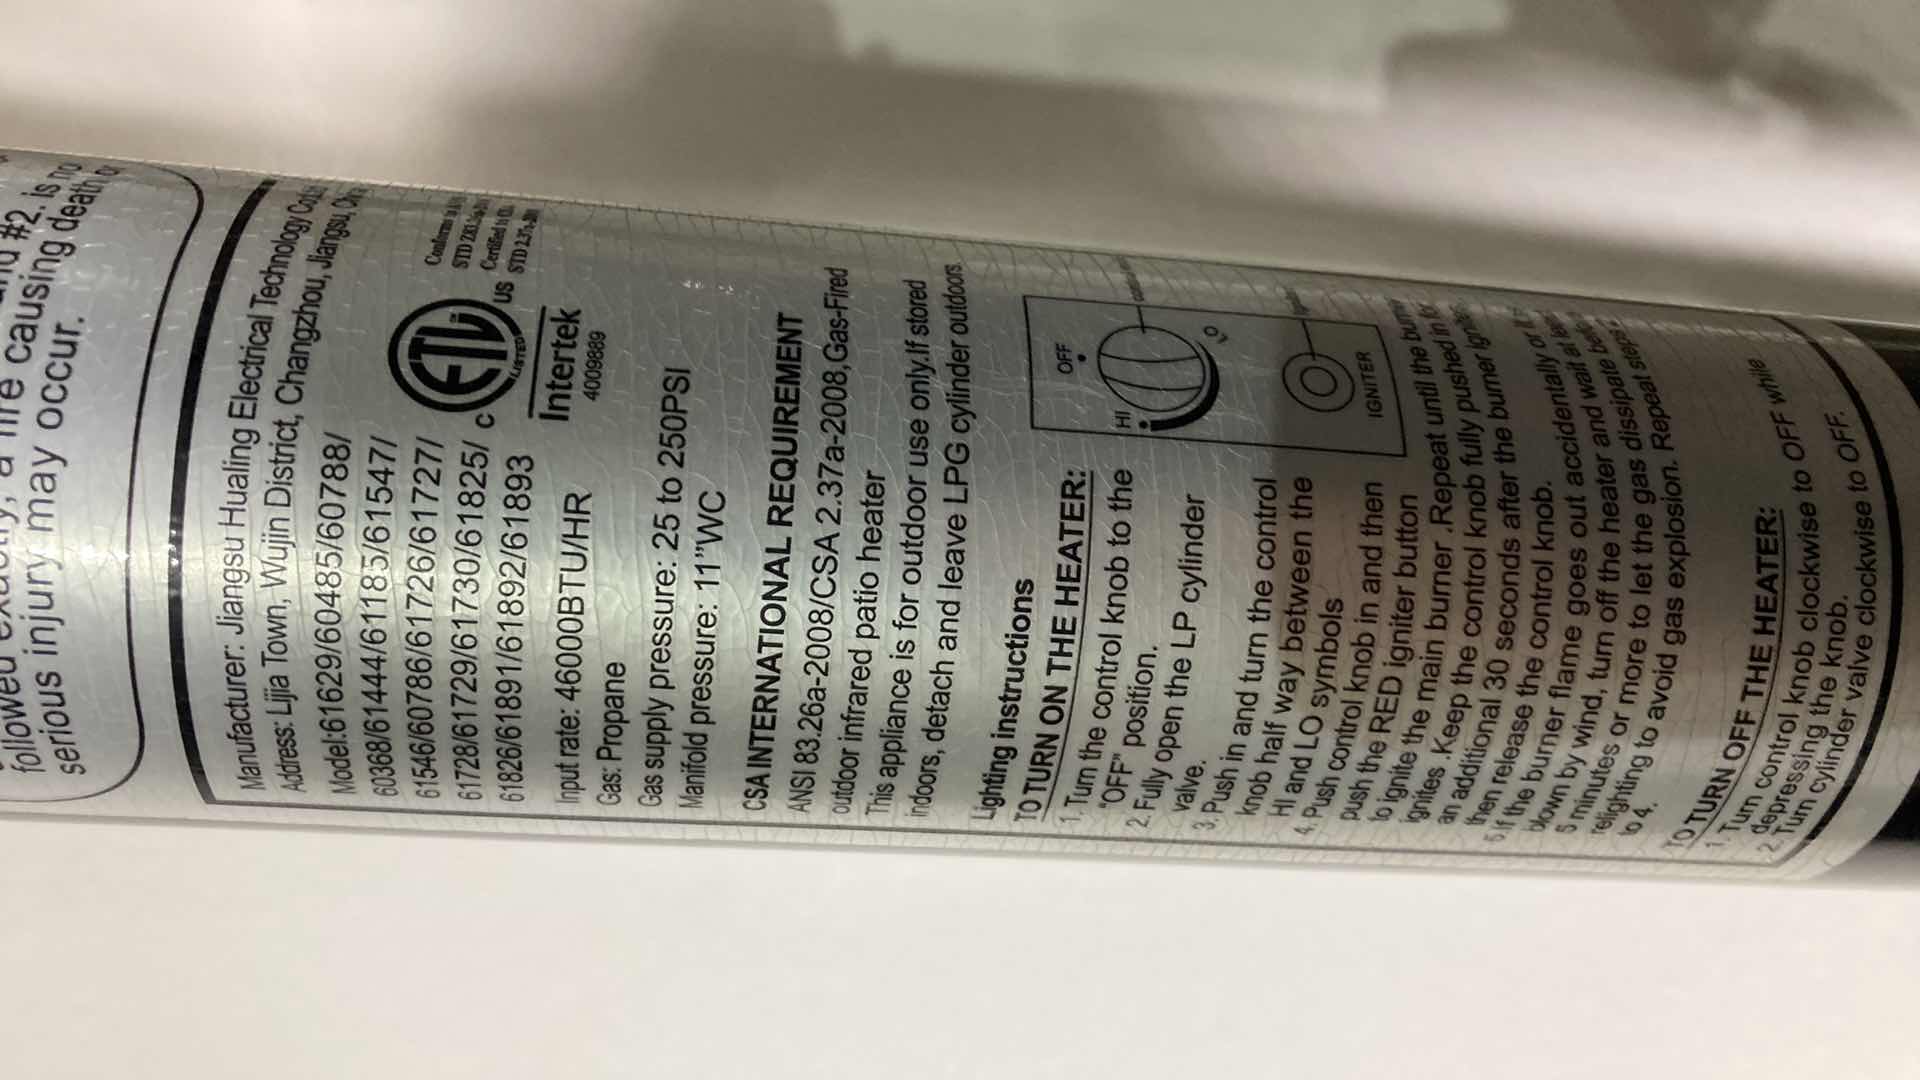 #2. is
followed exactly, a fire causing death or
serious injury may occur.
Manufacturer: Jiangsu Hualing Electrical Technology
Address: Lijia Town, Wujin District, Changzhou, Jiangsu,
Model:61629/60485/60788/
60368/61444/61185/61547/
61546/60786/61726/61727/
61728/61729/61730/61825/
61826/61891/61892/61893
c ETL us
LISTED
Intertek
4009889
Conforms to
STD
Certified to
STD
Input rate: 46000BTU/HR
Gas: Propane
Gas supply pressure: 25 to 250PSI
Manifold pressure: 11"WC
CSA INTERNATIONAL REQUIREMENT
ANSI 83.26a-2008/CSA 2.37a-2008,Gas-Fired
outdoor infrared patio heater
This appliance is for outdoor use only.If stored
indoors, detach and leave LPG cylinder outdoors.
Lighting instructions
TO TURN ON THE HEATER:
1. Turn the control knob to the
"OFF" position.
2. Fully open the LP cylinder
valve.
3. Push in and turn the control
knob half way between the
HI and LO symbols
4. Push control knob in and then
push the RED igniter button
to ignite the main burner .Repeat until the
ignites .Keep the control knob fully pushed in for
an additional 30 seconds after the burner ignites,
then release the control knob.
5.If the burner flame goes out accidentally or
blown by wind, turn off the heater and wait at least
5 minutes or more to let the gas dissipate before
relighting to avoid gas explosion. Repeat steps
to 4.
OFF
HI
LO
IGNITER
TO TURN OFF THE HEATER:
1. Turn control knob clockwise to OFF while
depressing the knob.
2. Turn cylinder valve clockwise to OFF.